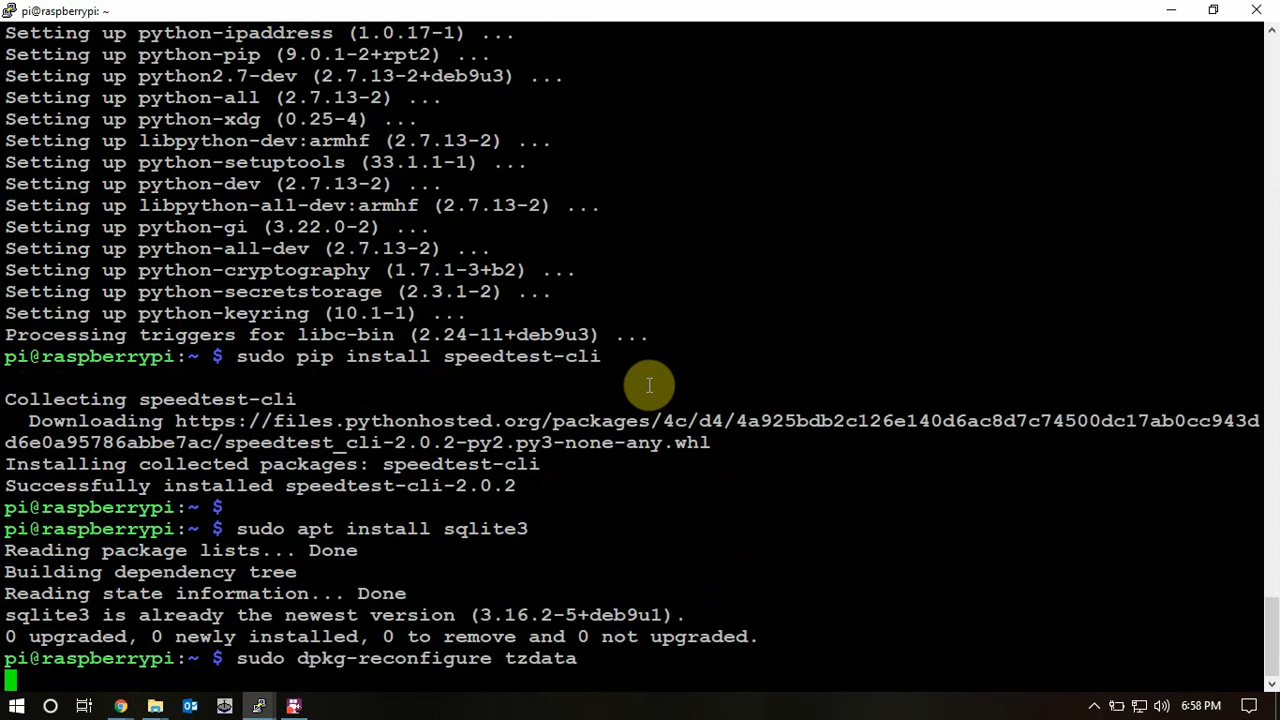 pi@raspberrypi: ~
Setting up python-ipaddress (1.0.17-1) ...
Setting up python-pip (9.0.1-2+rpt2) ...
Setting up python2.7-dev (2.7.13-2+deb9u3) ...
Setting up python-all (2.7.13-2) ...
Setting up python-xdg (0.25-4) ...
Setting up libpython-dev:armhf (2.7.13-2) ...
Setting up python-setuptools (33.1.1-1) ...
Setting up python-dev (2.7.13-2) ...
Setting up libpython-all-dev:armhf (2.7.13-2) ...
Setting up python-gi (3.22.0-2) ...
Setting up python-all-dev (2.7.13-2) ...
Setting up python-cryptography (1.7.1-3+b2) ...
Setting up python-secretstorage (2.3.1-2) ...
Setting up python-keyring (10.1-1) ...
Processing triggers for libc-bin (2.24-11+deb9u3) ...
pi@raspberrypi:~ $ sudo pip install speedtest-cli
Collecting speedtest-cli
Downloading https://files.pythonhosted.org/packages/4c/d4/4a925bdb2c126e140d6ac8d7c74500dc17ab0cc943d
d6e0a95786abbe7ac/speedtest_cli-2.0.2-py2.py3-none-any.whl
Installing collected packages: speedtest-cli
Successfully installed speedtest-cli-2.0.2
pi@raspberrypi:~ $
pi@raspberrypi:~ $ sudo apt install sqlite3
Reading package lists... Done
Building dependency tree
Reading state information... Done
sqlite3 is already the newest version (3.16.2-5+deb9u1).
0 upgraded, 0 newly installed, 0 to remove and 0 not upgraded.
pi@raspberrypi:~ $ sudo dpkg-reconfigure tzdata
6:58 PM